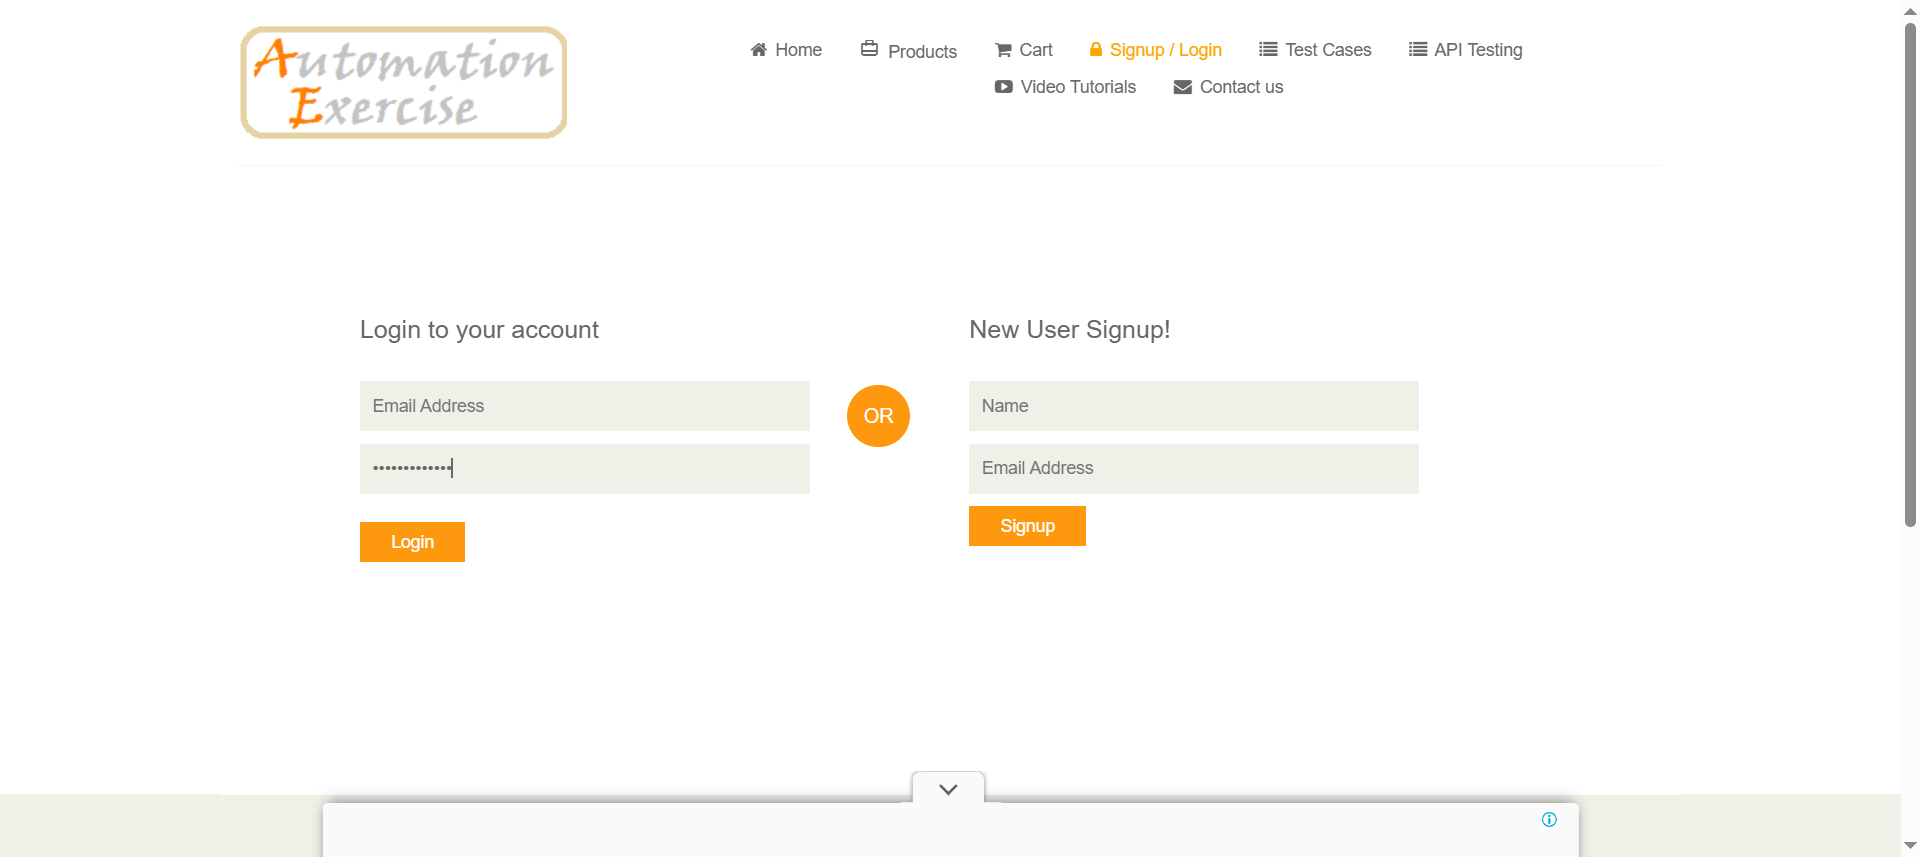 Automation
Exercise
Home
Products
Cart
Signup / Login
Test Cases
API Testing
Video Tutorials
Contact us
Login to your account
Email Address
•••••••••••••
Login
OR
New User Signup!
Name
Email Address
Signup